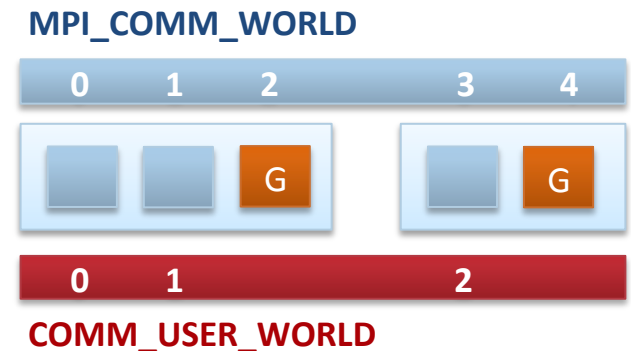 MPI_COMM_WORLD
0 1 2 3 4
G G
0 1 2
COMM_USER_WORLD